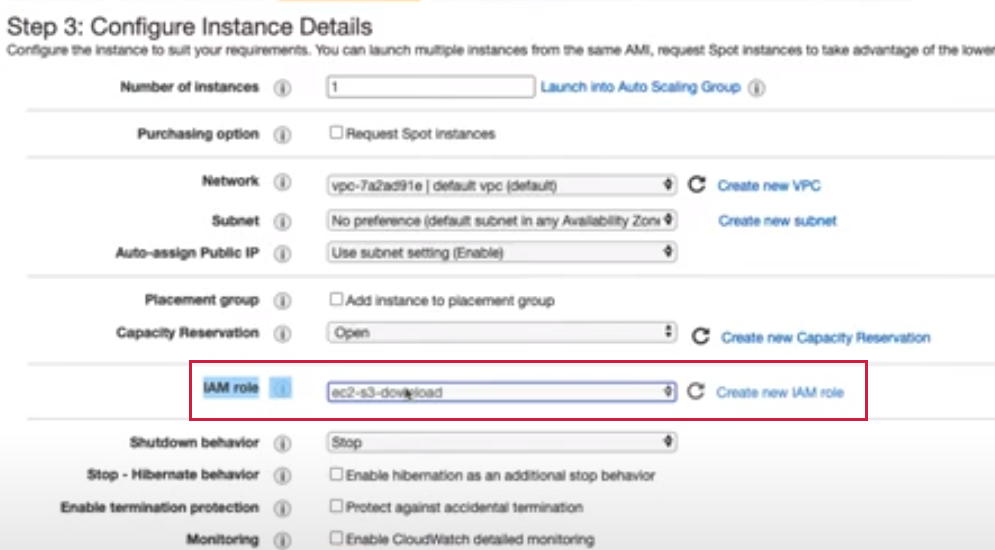 Step 3: Configure Instance Details
Configure the instance to suit your requirements. You can launch multiple instances from the same AMI, request Spot instances to take advantage of the lower
Number of instances 1 Launch into Auto Scaling Group
Purchasing option Request Spot instances
Network vpc-7a2ad91e | default vpc (default) Create new VPC
Subnet No preference (default subnet in any Availability Zone Create new subnet
Auto-assign Public IP Use subnet setting (Enable)
Placement group Add instance to placement group
Capacity Reservation Open Create new Capacity Reservation
IAM role ec2-s3-download Create new IAM role
Shutdown behavior Stop
Stop - Hibernate behavior Enable hibernation as an additional stop behavior
Enable termination protection Protect against accidental termination
Monitoring Enable CloudWatch detailed monitoring